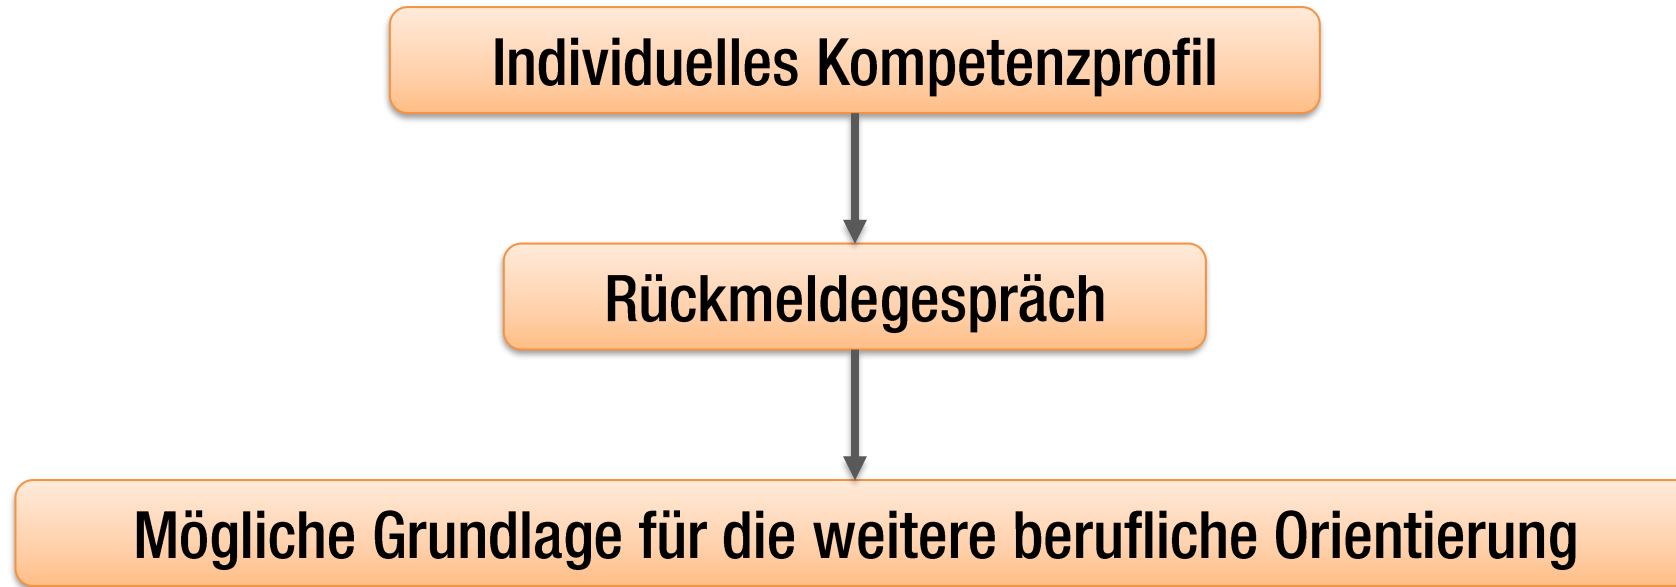 Individuelles Kompetenzprofil
Rückmeldegespräch
Mögliche Grundlage für die weitere berufliche Orientierung